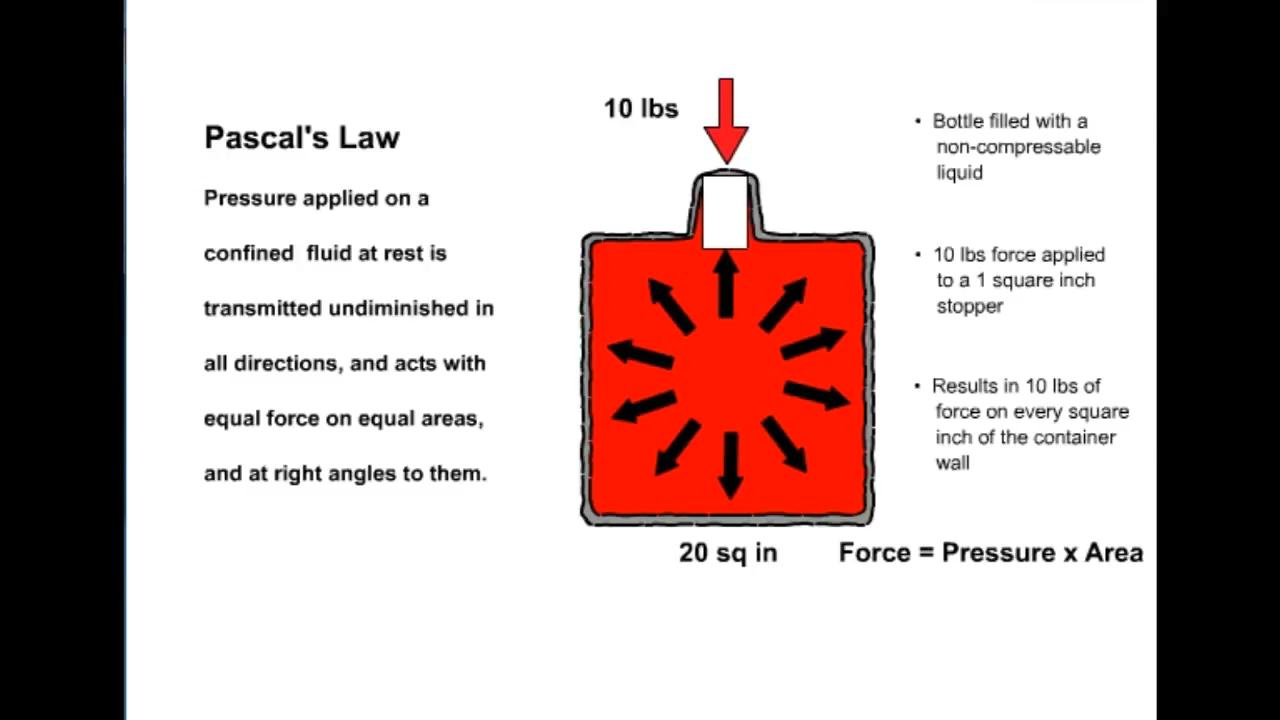 Pascal's Law
Pressure applied on a
confined  fluid at rest is
transmitted undiminished in
all directions, and acts with
equal force on equal areas,
and at right angles to them.
10 lbs
• Bottle filled with a
non-compressable
liquid
• 10 lbs force applied
to a 1 square inch
stopper
• Results in 10 lbs of
force on every square
inch of the container
wall
20 sq in
Force = Pressure x Area